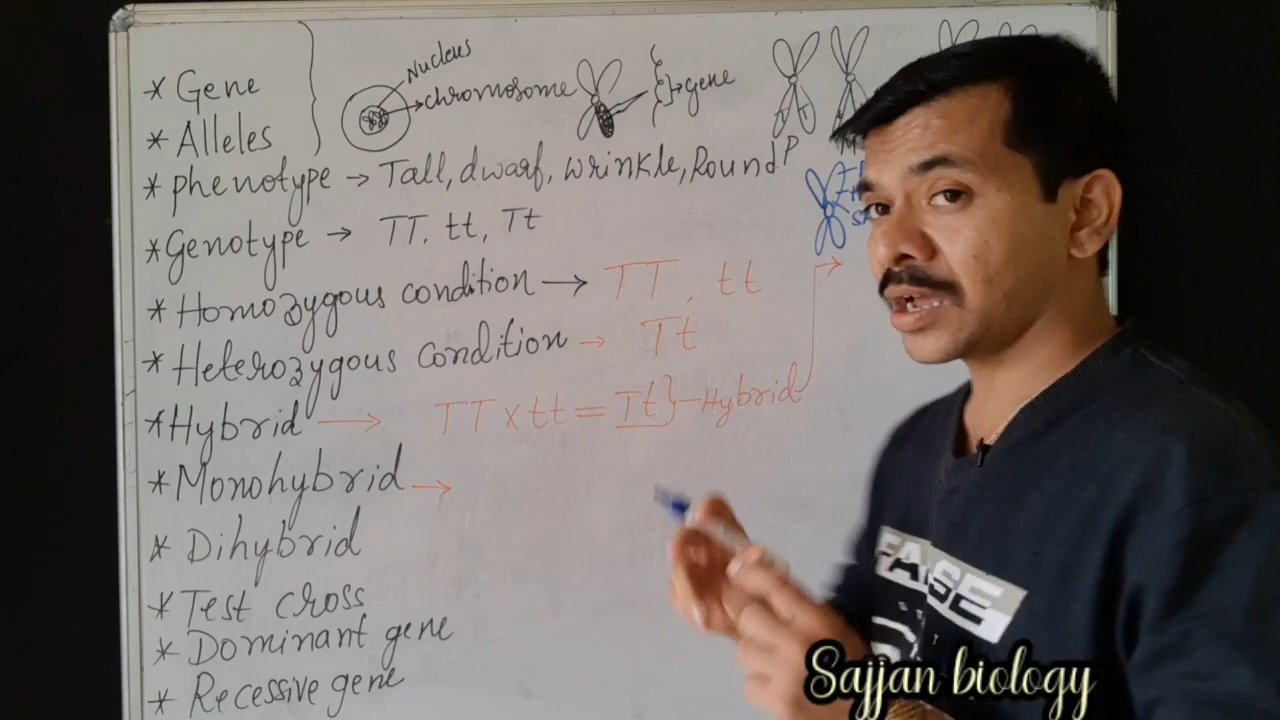 * Gene
* Alleles
Nucleus
chromosome
gene
* phenotype → Tall, dwarf, wrinkle, Round
P
* Genotype → TT, tt, Tt
* Homozygous condition → TT, tt
* Heterozygous condition → Tt
* Hybrid → TT x tt = Tt} - Hybrid
* Monohybrid →
* Dihybrid
* Test cross
* Dominant gene
* Recessive gene
FALSE
Sajjan biology